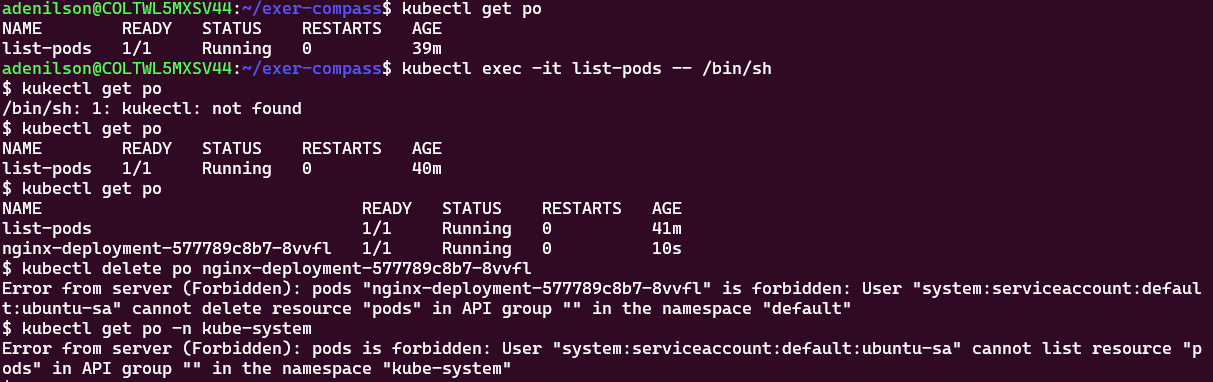 adenilson@COLTWL5MXSV44:~/exer-compass$ kubectl get po
NAME        READY   STATUS    RESTARTS   AGE
list-pods   1/1     Running   0          39m
adenilson@COLTWL5MXSV44:~/exer-compass$ kubectl exec -it list-pods -- /bin/sh
$ kukectl get po
/bin/sh: 1: kukectl: not found
$ kubectl get po
NAME        READY   STATUS    RESTARTS   AGE
list-pods   1/1     Running   0          40m
$ kubectl get po
NAME                                READY   STATUS    RESTARTS   AGE
list-pods                           1/1     Running   0          41m
nginx-deployment-577789c8b7-8vvfl   1/1     Running   0          10s
$ kubectl delete po nginx-deployment-577789c8b7-8vvfl
Error from server (Forbidden): pods "nginx-deployment-577789c8b7-8vvfl" is forbidden: User "system:serviceaccount:defaul
t:ubuntu-sa" cannot delete resource "pods" in API group "" in the namespace "default"
$ kubectl get po -n kube-system
Error from server (Forbidden): pods is forbidden: User "system:serviceaccount:default:ubuntu-sa" cannot list resource "p
ods" in API group "" in the namespace "kube-system"